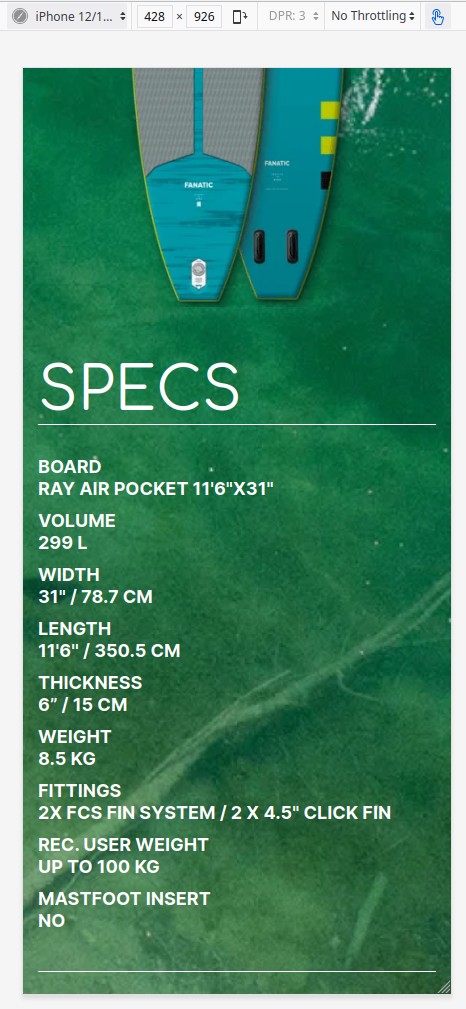 iPhone 12/1...
428 × 926
DPR: 3
No Throttling
FANATIC
FANATIC
SPECS
BOARD
RAY AIR POCKET 11'6"X31"
VOLUME
299 L
WIDTH
31" / 78.7 CM
LENGTH
11'6" / 350.5 CM
THICKNESS
6” / 15 CM
WEIGHT
8.5 KG
FITTINGS
2X FCS FIN SYSTEM / 2 X 4.5" CLICK FIN
REC. USER WEIGHT
UP TO 100 KG
MASTFOOT INSERT
NO